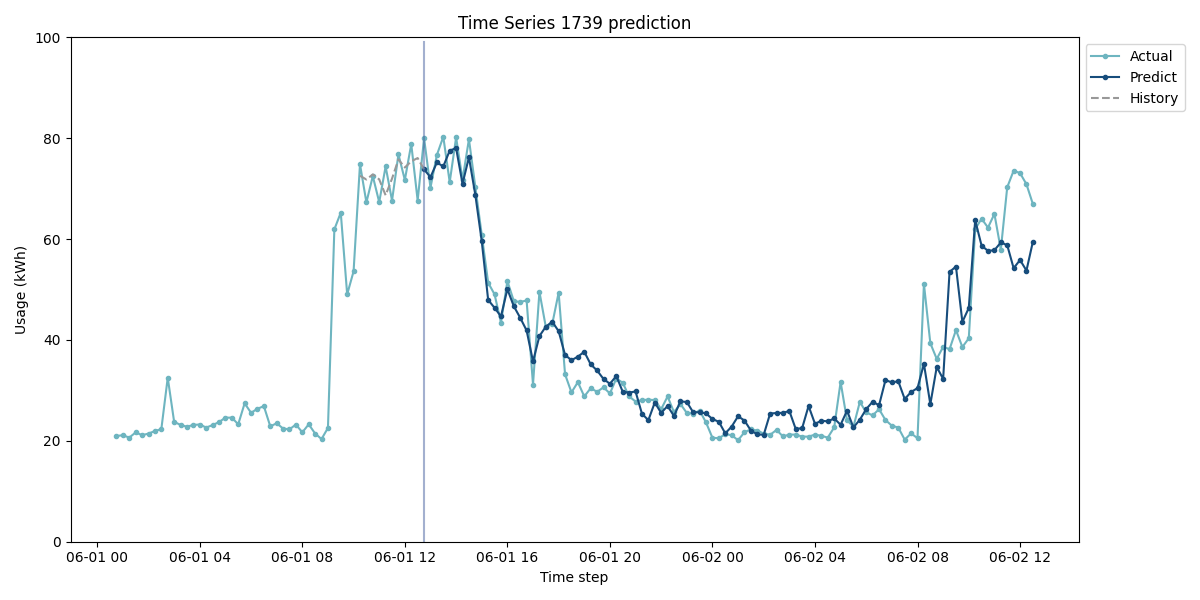 Time Series 1739 prediction
Usage (kWh)
100
80
60
40
20
0
06-01 00
06-01 04
06-01 08
06-01 12
06-01 16
06-01 20
06-02 00
06-02 04
06-02 08
06-02 12
Time step
Actual
Predict
History